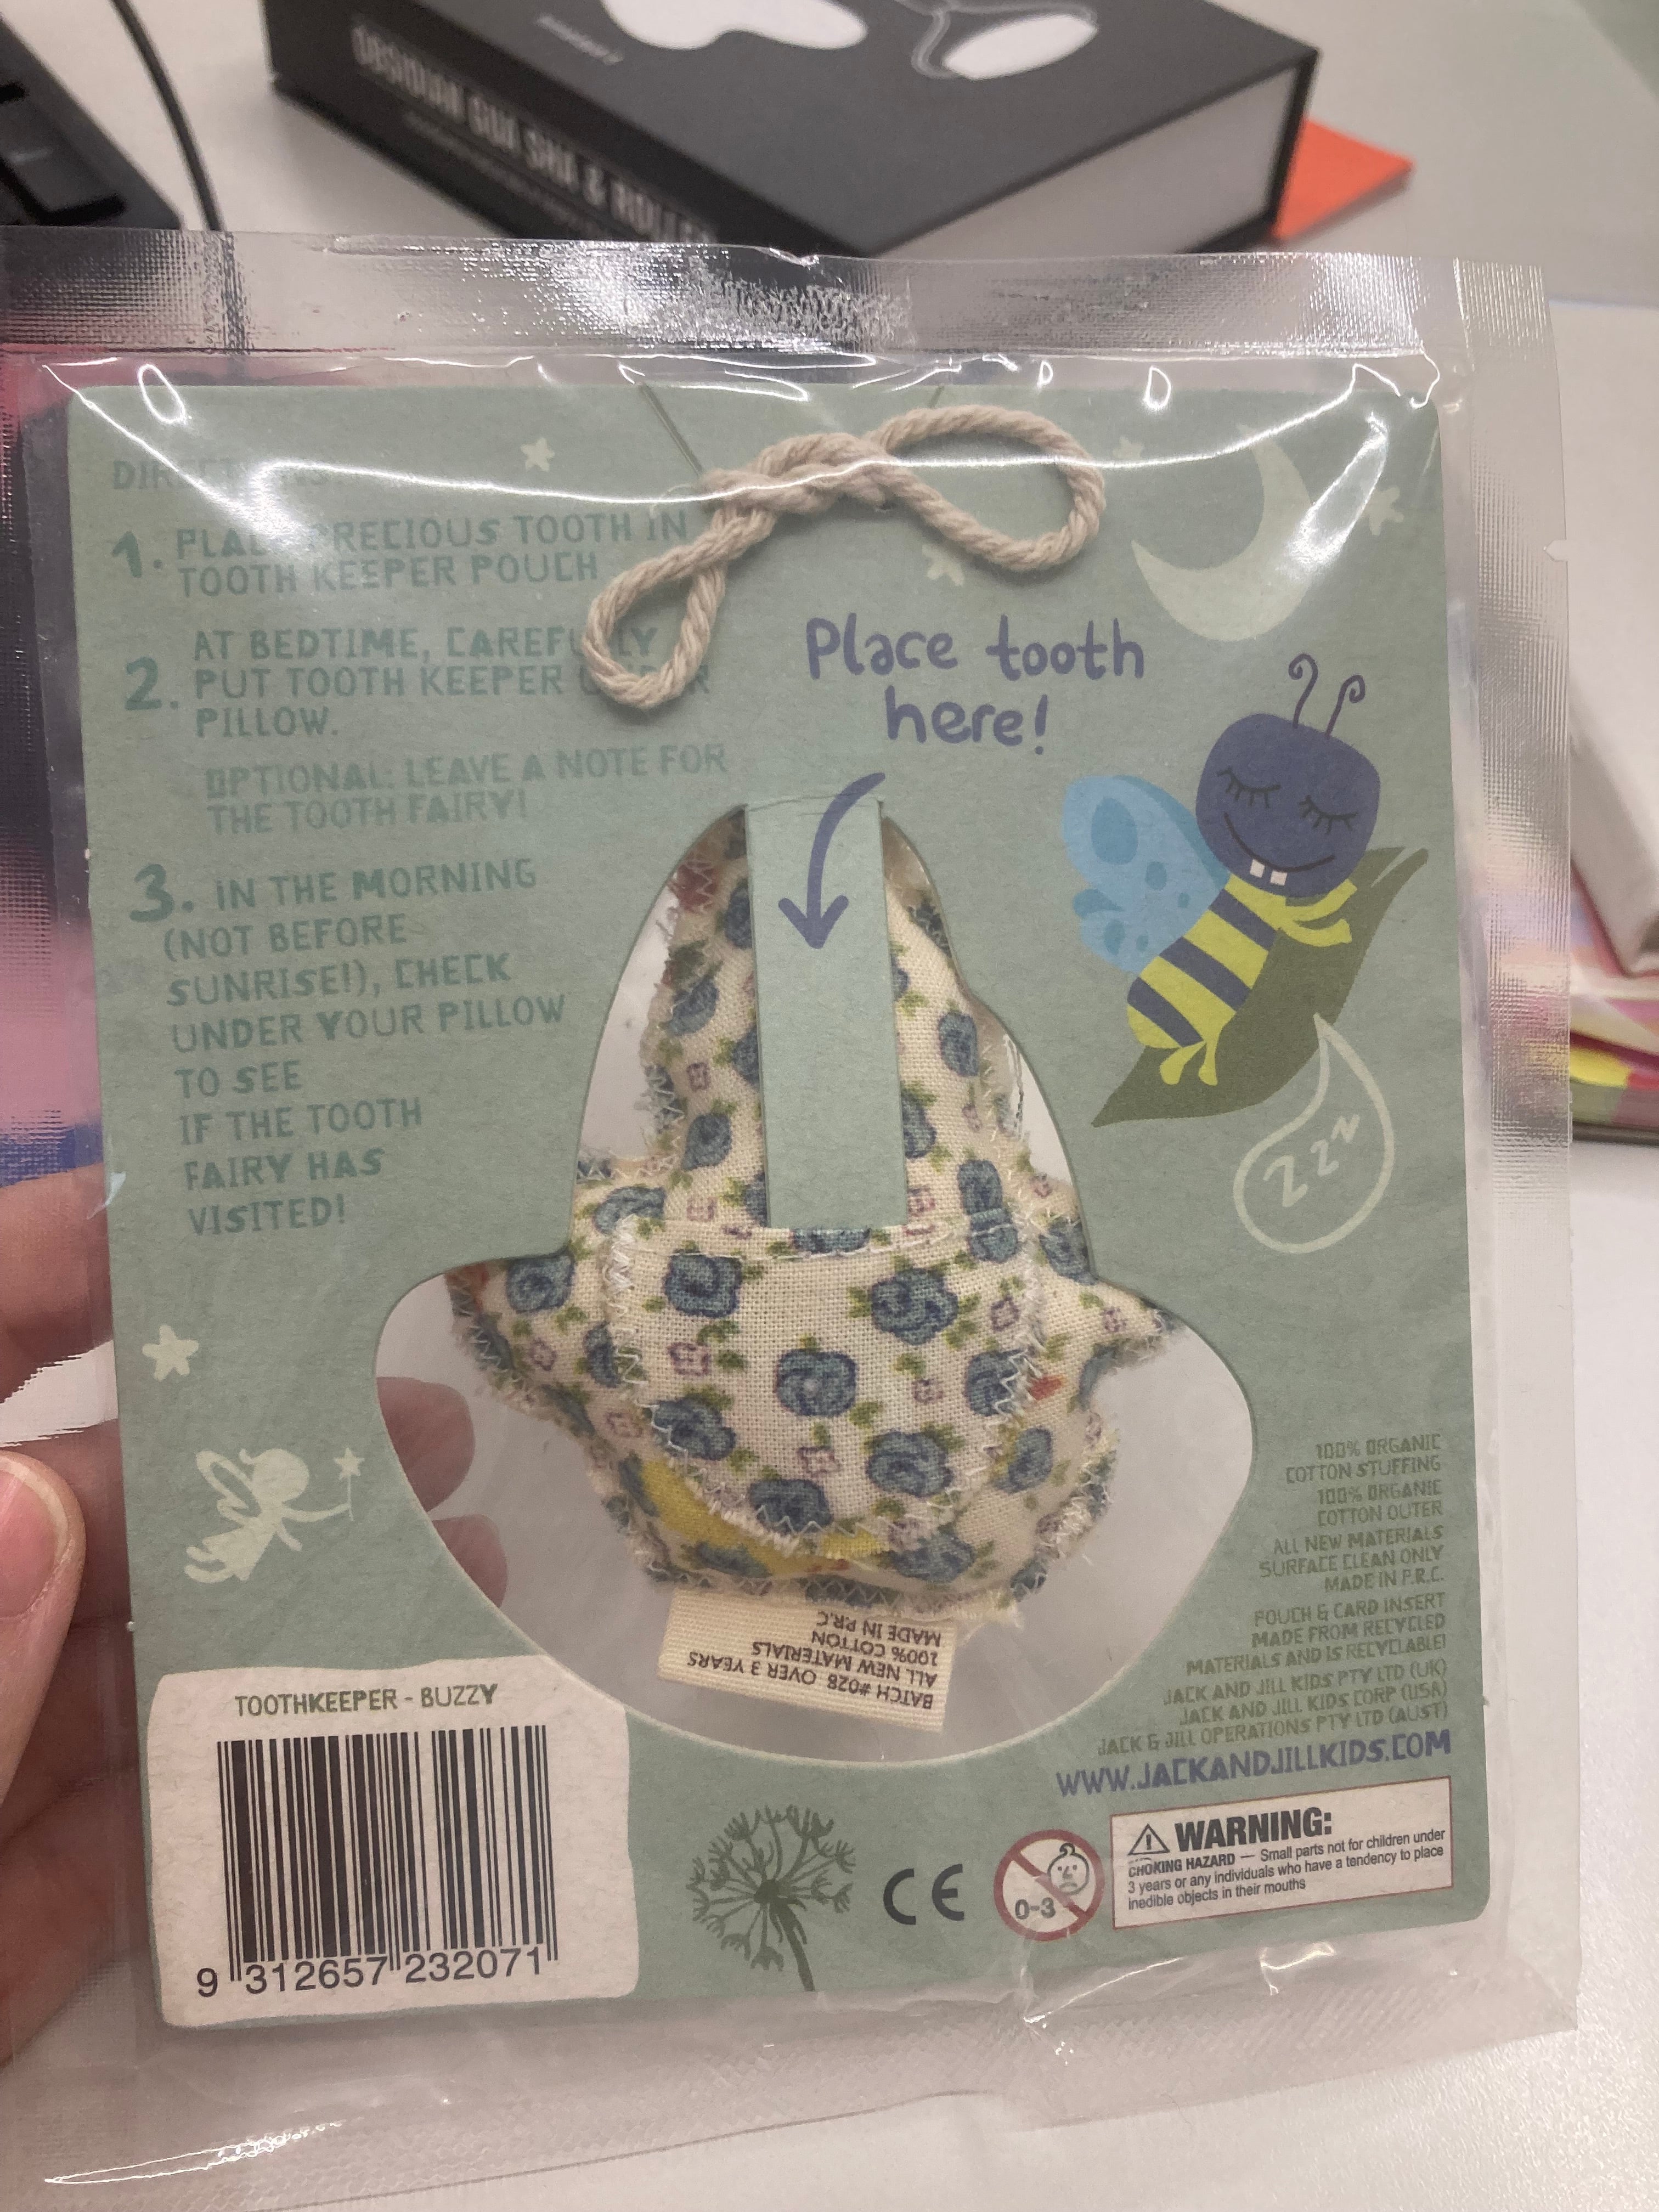 OBSIDIAN GUA SHA & ROLLER
1. PRECIOUS TOOTH IN
TOOTH KEEPER POUCH
2. AT BEDTIME,
PUT TOOTH KEEPER
PILLOW.
OPTIONAL: LEAVE A NOTE FOR
THE TOOTH FAIRY!
3. IN THE MORNING
(NOT BEFORE
SUNRISE!), CHECK
UNDER YOUR PILLOW
TO SEE
IF THE TOOTH
FAIRY HAS
VISITED!
Place tooth
here!
Zzz
BATCH #028 OVER 3 YEARS
ALL NEW MATERIALS
100% COTTON
MADE IN P.R.C
100% ORGANIC
COTTON STUFFING
100% ORGANIC
COTTON OUTER
ALL NEW MATERIALS
SURFACE CLEAN ONLY
MADE IN P.R.C.
POUCH & CARD INSERT
MADE FROM RECYCLED
MATERIALS AND IS RECYCLABLE!
JACK AND JILL KIDS PTY LTD (UK)
JACK AND JILL KIDS CORP (USA)
JACK & JILL OPERATIONS PTY LTD (AUST)
WWW.JACKANDJILLKIDS.COM
TOOTHKEEPER - BUZZY
9 312657 232071
CE
0-3
WARNING:
CHOKING HAZARD — Small parts not for children under
3 years or any individuals who have a tendency to place
inedible objects in their mouths